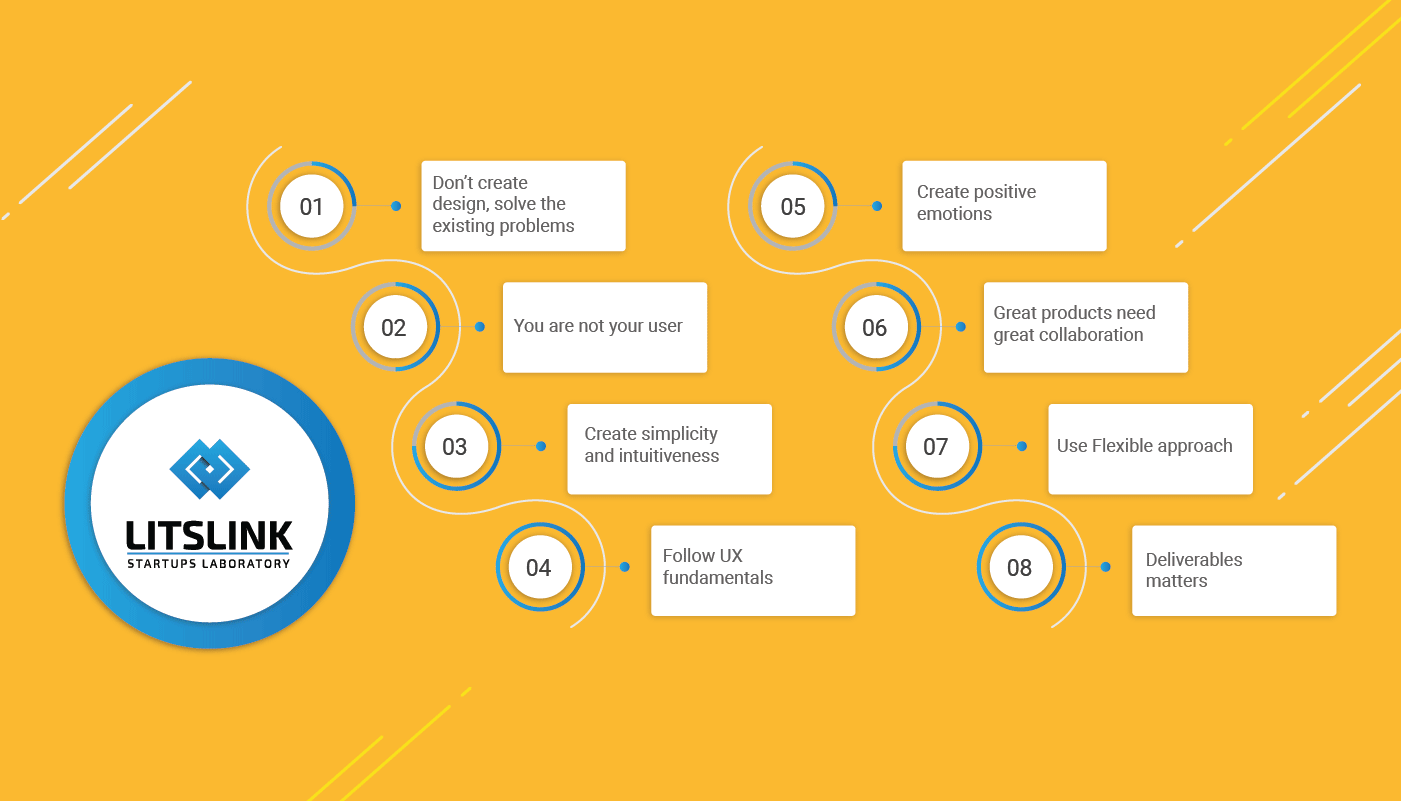 01
Don’t create
design, solve the
existing problems
02
You are not your user
03
Create simplicity
and intuitiveness
04
Follow UX
fundamentals
05
Create positive
emotions
06
Great products need
great collaboration
07
Use Flexible approach
08
Deliverables
matters
LITSLINK
STARTUPS LABORATORY